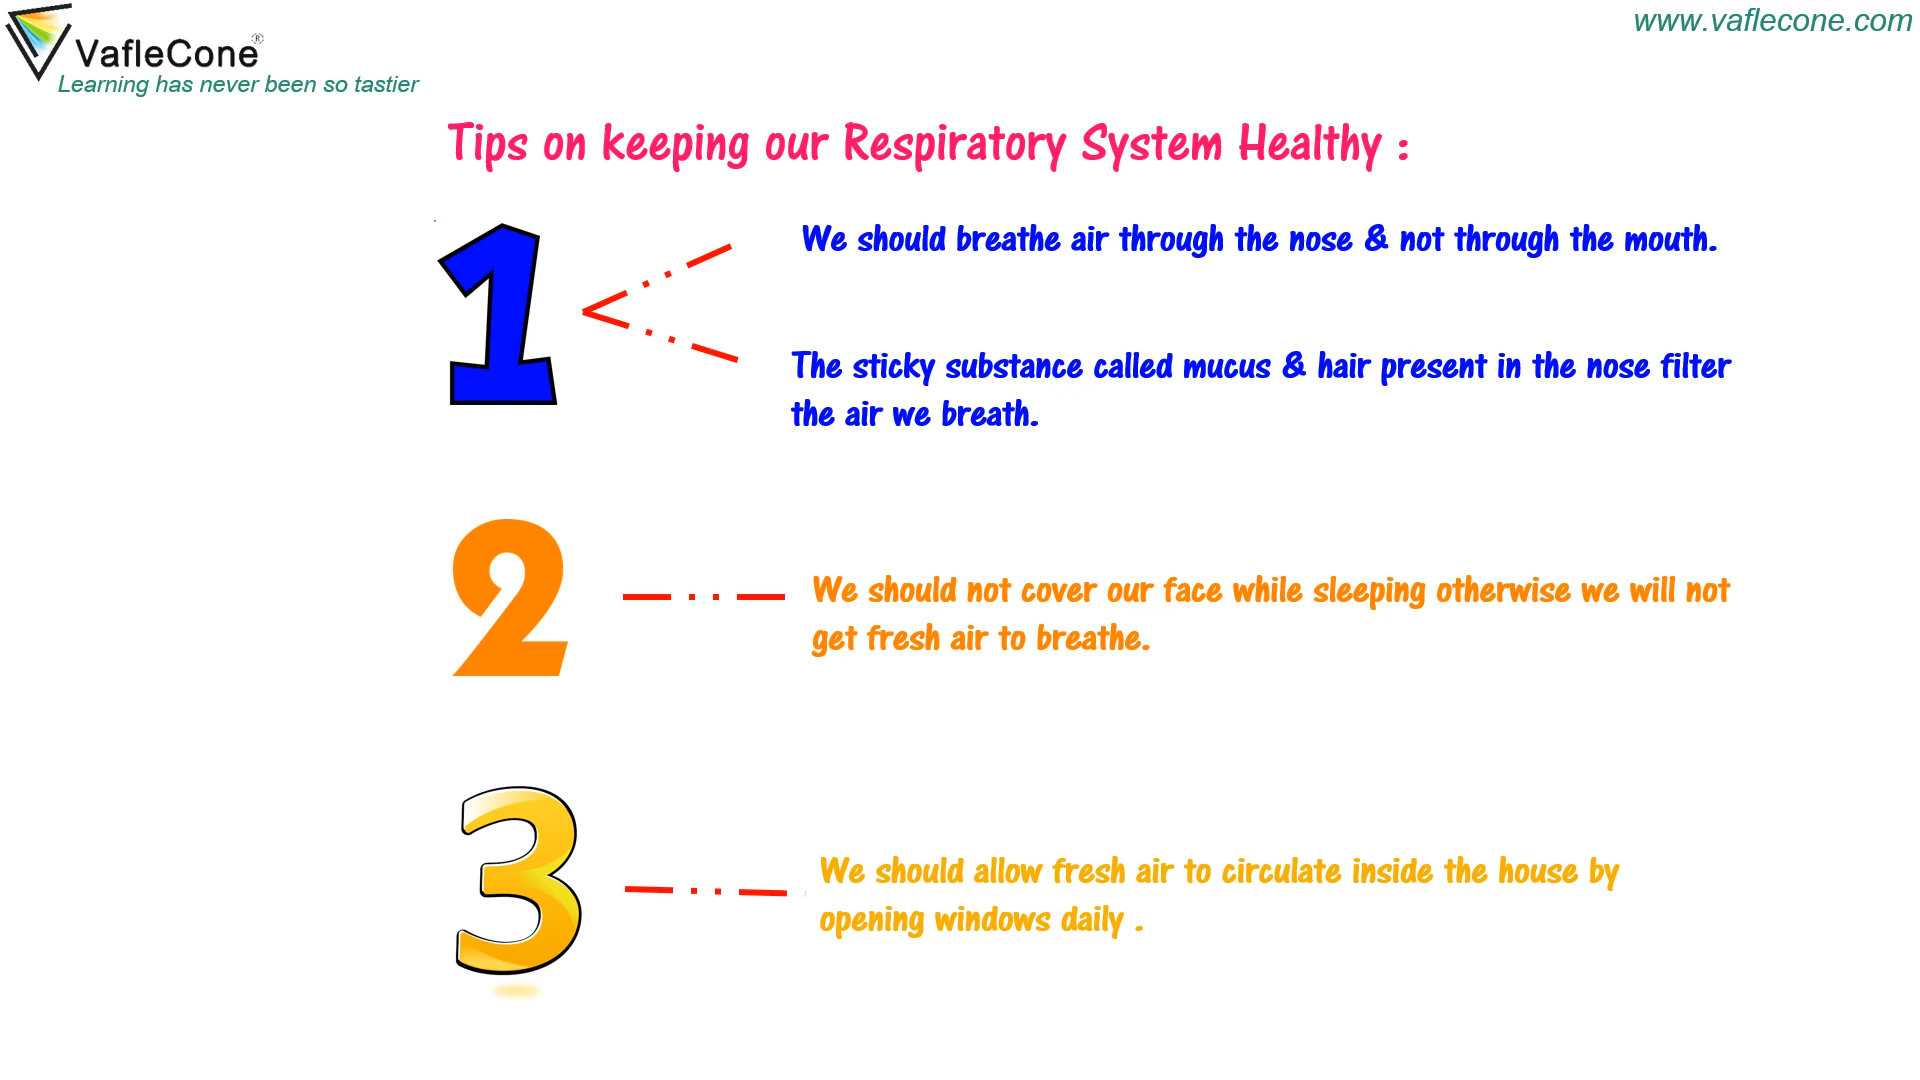 VafleCone®
Learning has never been so tastier
www.vaflecone.com
Tips on keeping our Respiratory System Healthy :
1
We should breathe air through the nose & not through the mouth.
The sticky substance called mucus & hair present in the nose filter
the air we breath.
2
We should not cover our face while sleeping otherwise we will not
get fresh air to breathe.
3
We should allow fresh air to circulate inside the house by
opening windows daily .